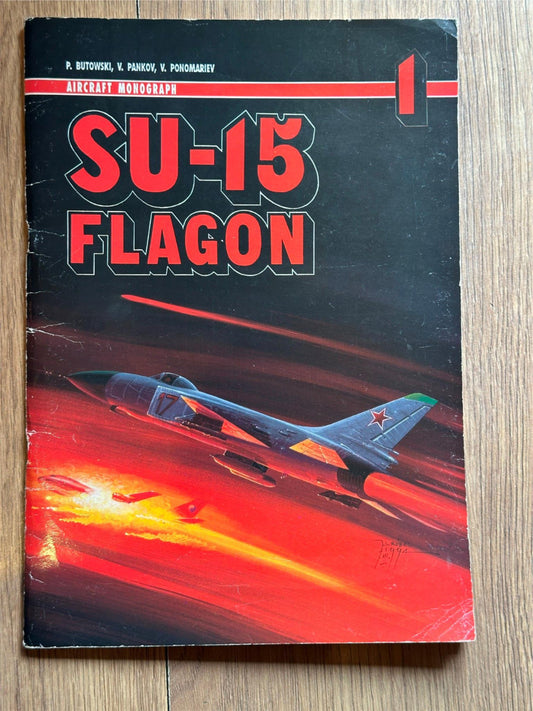 P. BUTOWSKI, V. PANKOV, V. PONOMARIEV
AIRCRAFT MONOGRAPH
1
SU-15
FLAGON
17